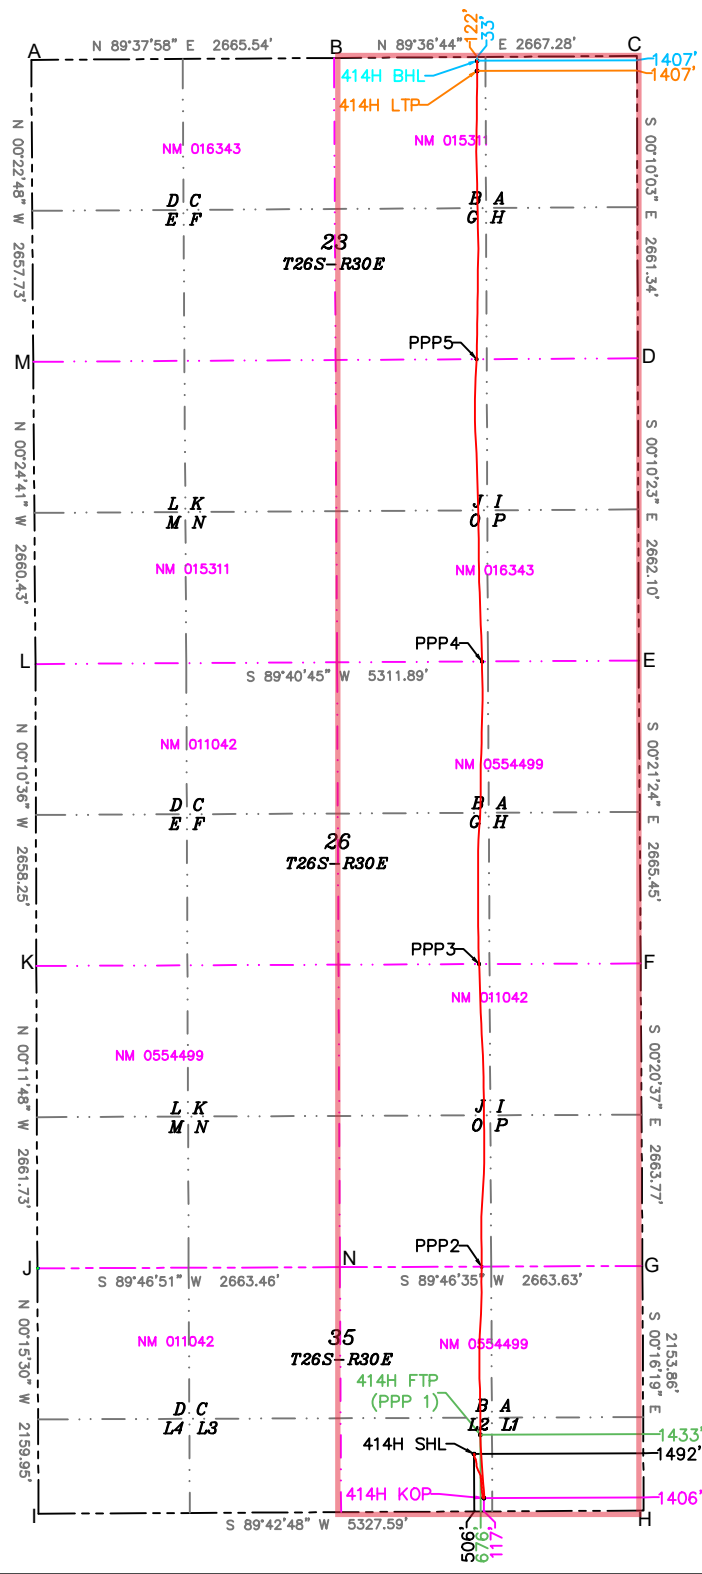 122'
33'
A
N 89°37'58" E 2665.54'
B
N 89°36'44" E 2667.28'
C
414H BHL
1407'
414H LTP
1407'
NM 016343
NM 015311
N 00°22'48" W 2657.73'
S 00°10'03" E 2661.34'
D C
E F
B A
G H
23
T26S-R30E
M
PPP5
D
N 00°24'41" W 2660.43'
S 00°10'23" E 2662.10'
L K
M N
J I
O P
NM 015311
NM 016343
L
PPP4
E
S 89°40'45" W 5311.89'
N 00°10'36" W 2658.25'
S 00°21'24" E 2665.45'
NM 011042
NM 0554499
D C
E F
B A
G H
26
T26S-R30E
K
PPP3
F
NM 011042
N 00°11'48" W 2661.73'
S 00°20'37" E 2663.77'
NM 0554499
L K
M N
J I
O P
J
N
PPP2
G
S 89°46'51" W 2663.46'
S 89°46'35" W 2663.63'
N 00°15'30" W 2159.95'
S 00°16'19" E
2153.86'
NM 011042
35
T26S-R30E
NM 0554499
414H FTP
(PPP 1)
D C
L4 L3
B A
L2 L1
1433'
414H SHL
1492'
414H KOP
1406'
I
S 89°42'48" W 5327.59'
H
506'
676'
117'